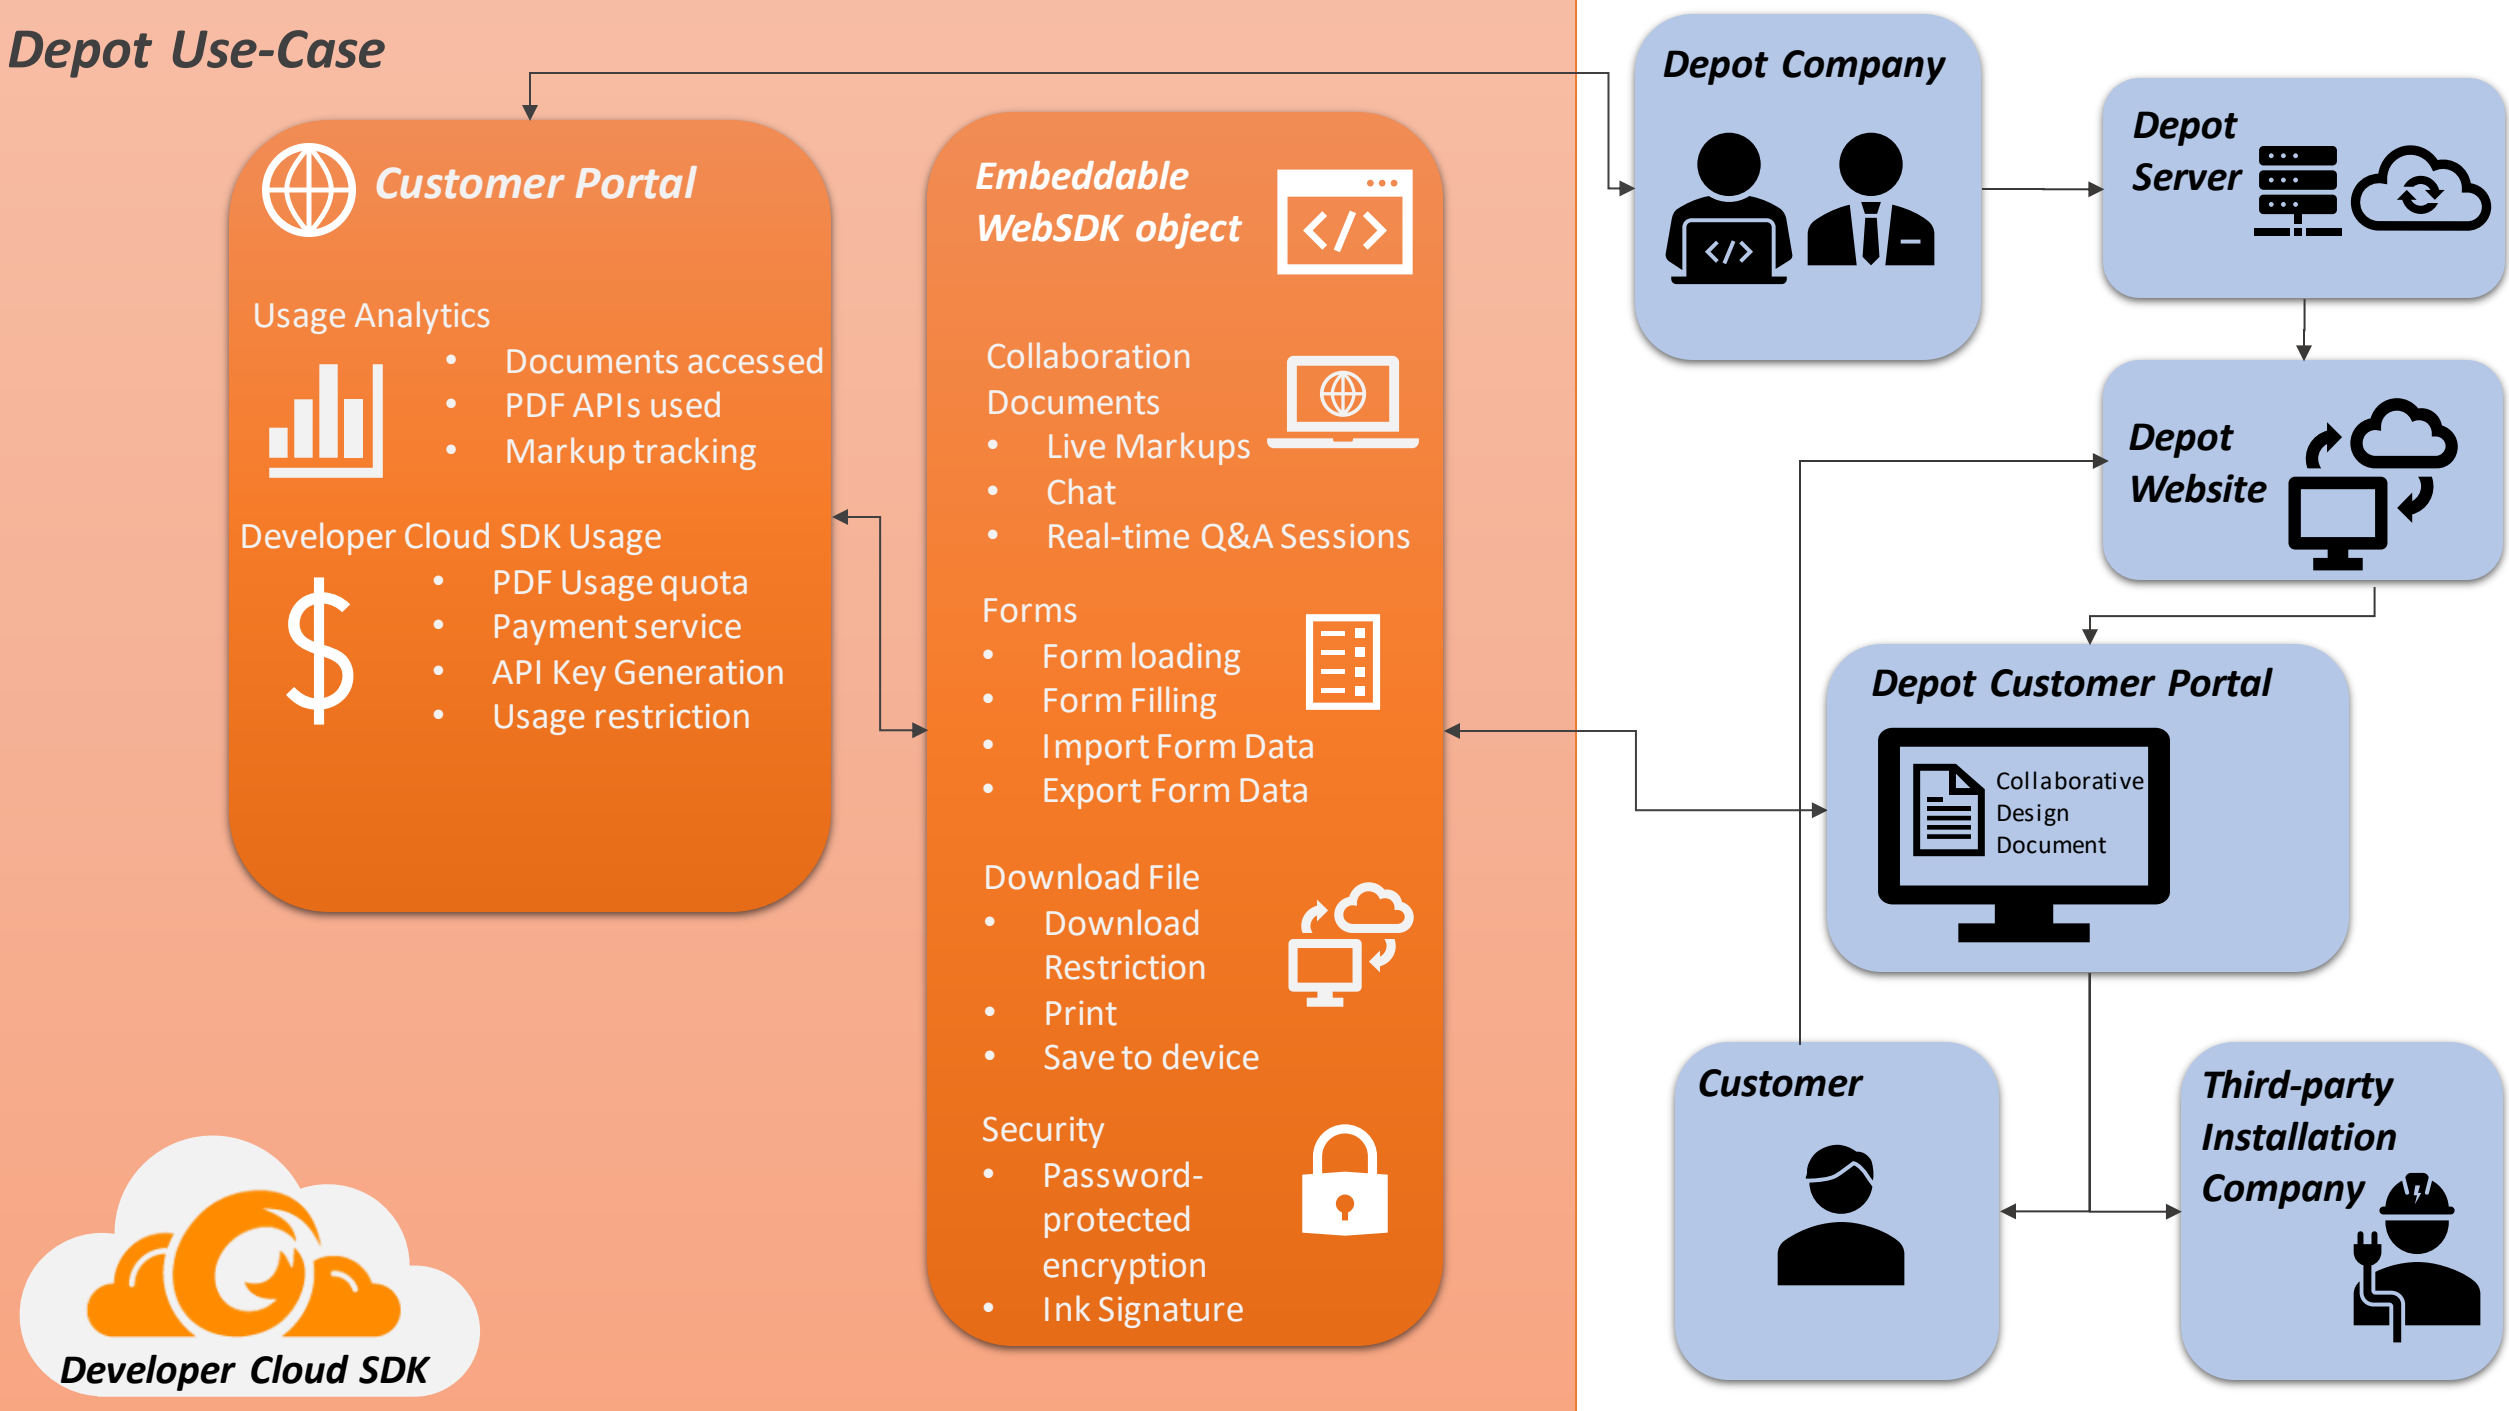 Depot Use-Case
Customer Portal
Usage Analytics
• Documents accessed
• PDF APIs used
• Markup tracking
Developer Cloud SDK Usage
• PDF Usage quota
• Payment service
• API Key Generation
• Usage restriction
Developer Cloud SDK
Embeddable
WebSDK object
Collaboration
Documents
• Live Markups
• Chat
• Real-time Q&A Sessions
Forms
• Form loading
• Form Filling
• Import Form Data
• Export Form Data
Download File
• Download
Restriction
• Print
• Save to device
Security
• Password-
protected
encryption
• Ink Signature
Depot Company
Depot
Server
Depot
Website
Depot Customer Portal
Collaborative
Design
Document
Customer
Third-party
Installation
Company